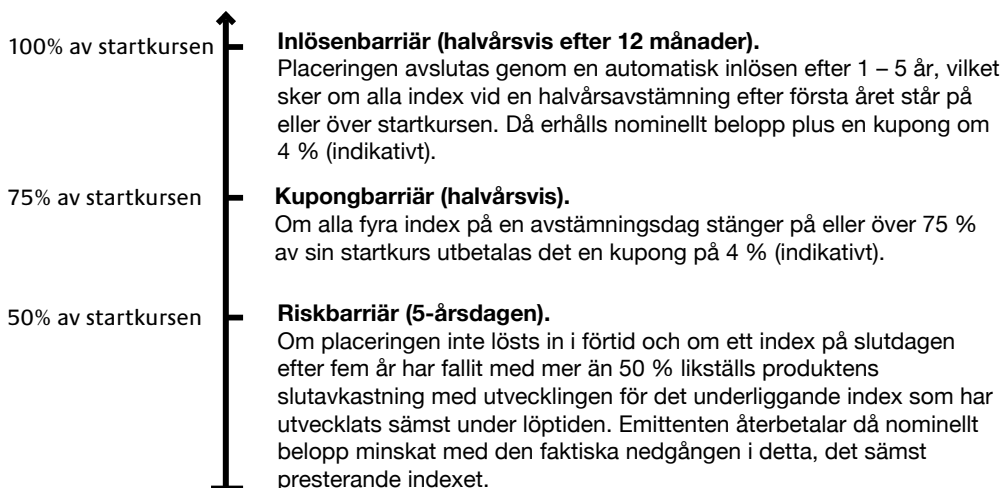 100% av startkursen
Inlösenbarriär (halvårsvis efter 12 månader).
Placeringen avslutas genom en automatisk inlösen efter 1 – 5 år, vilket
sker om alla index vid en halvårsavstämning efter första året står på
eller över startkursen. Då erhålls nominellt belopp plus en kupong om
4 % (indikativt).
75% av startkursen
Kupongbarriär (halvårsvis).
Om alla fyra index på en avstämningsdag stänger på eller över 75 %
av sin startkurs utbetalas det en kupong på 4 % (indikativt).
50% av startkursen
Riskbarriär (5-årsdagen).
Om placeringen inte lösts in i förtid och om ett index på slutdagen
efter fem år har fallit med mer än 50 % likställs produktens
slutavkastning med utvecklingen för det underliggande index som har
utvecklats sämst under löptiden. Emittenten återbetalar då nominellt
belopp minskat med den faktiska nedgången i detta, det sämst
presterande indexet.